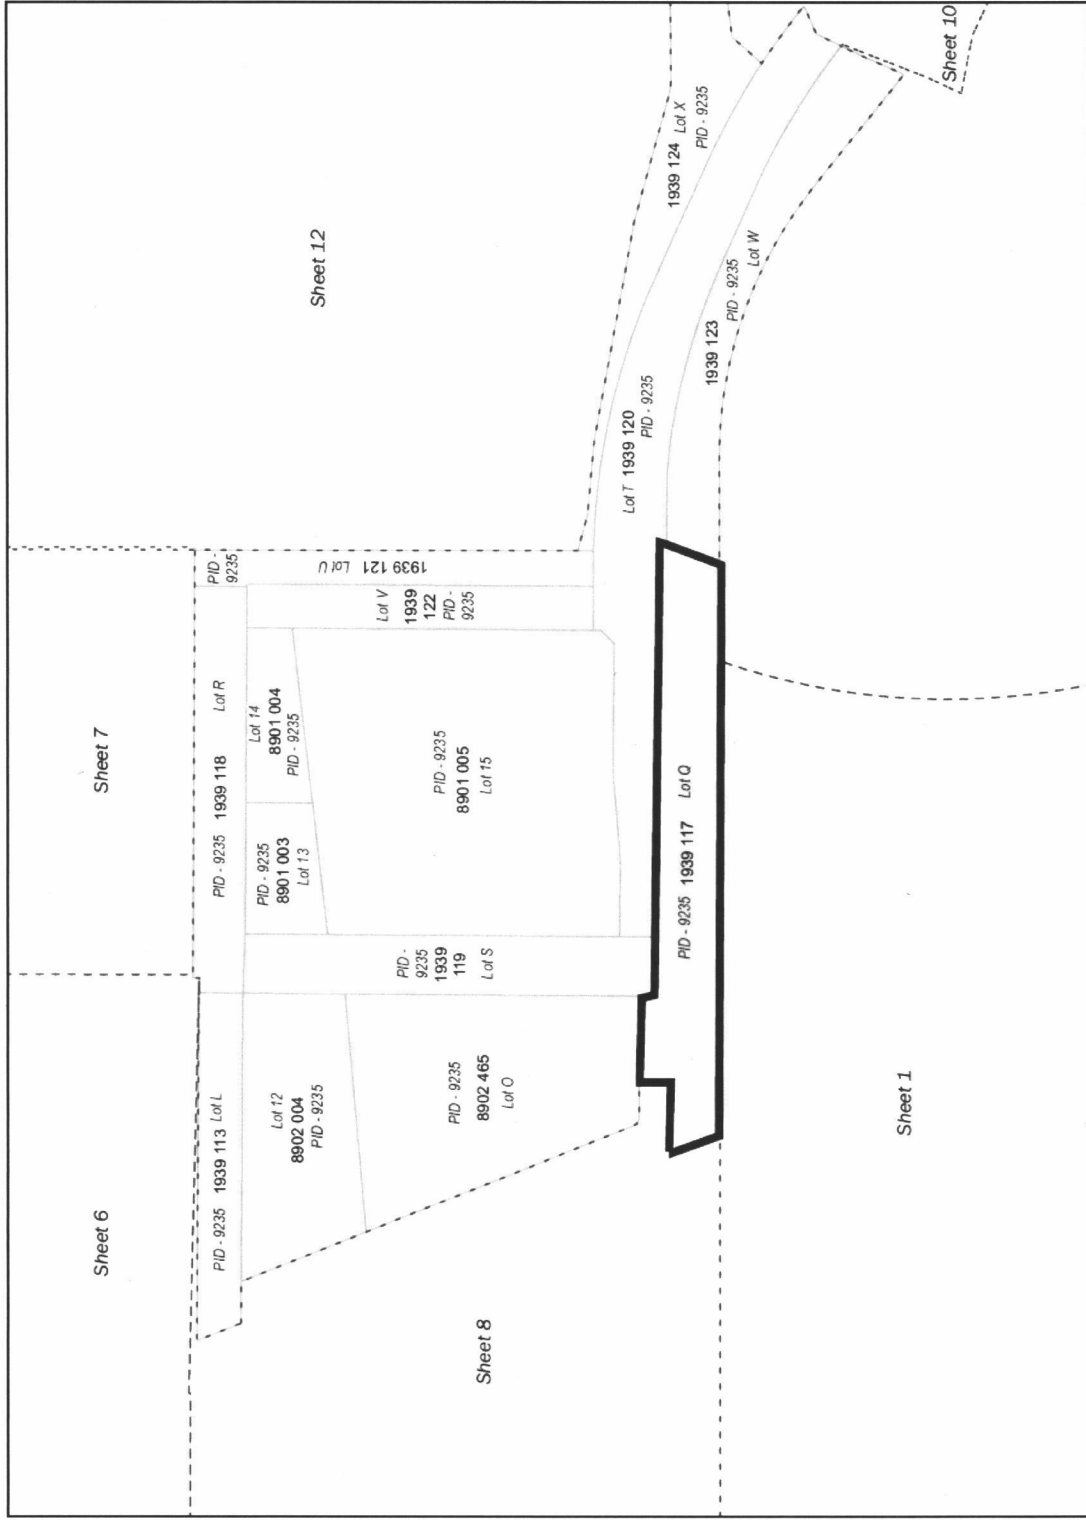 Sheet 6
Sheet 7
Sheet 12
Sheet 10
Sheet 8
Sheet 1
PID - 9235 1939 113 Lot L
PID - 9235 1939 118 Lot R
PID -
9235
1939 121 Lot U
Lot V
1939
122
PID -
9235
Lot 12
8902 004
PID - 9235
PID - 9235
8901 003
Lot 13
Lot 14
8901 004
PID - 9235
PID - 9235
8902 465
Lot O
PID -
9235
1939
119
Lot S
PID - 9235
8901 005
Lot 15
Lot T 1939 120
PID - 9235
1939 124 Lot X
PID - 9235
1939 123
PID - 9235
Lot W
PID - 9235 1939 117 Lot Q